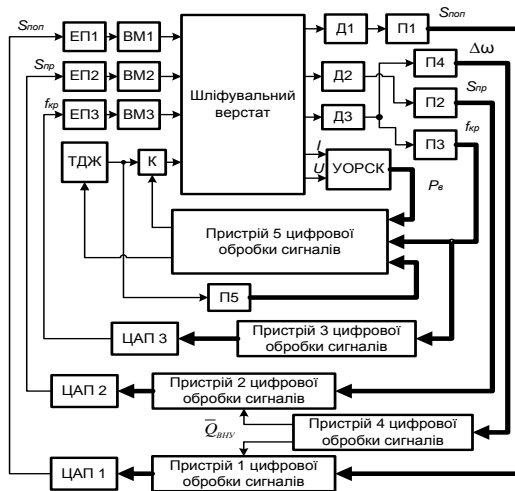 Sпоп
ЕП1
ВМ1
Д1
П1
Sпоп
Sпр
ЕП2
ВМ2
Шліфувальний
верстат
Д2
П4
Δω
П2
Sпр
fкр
ЕП3
ВМ3
Д3
П3
fкр
ТДЖ
К
I
U
УОРСК
Pв
Пристрій 5 цифрової
обробки сигналів
П5
ЦАП 3
Пристрій 3 цифрової
обробки сигналів
ЦАП 2
Пристрій 2 цифрової
обробки сигналів
Q̅ВНУ
Пристрій 4 цифрової
обробки сигналів
ЦАП 1
Пристрій 1 цифрової
обробки сигналів